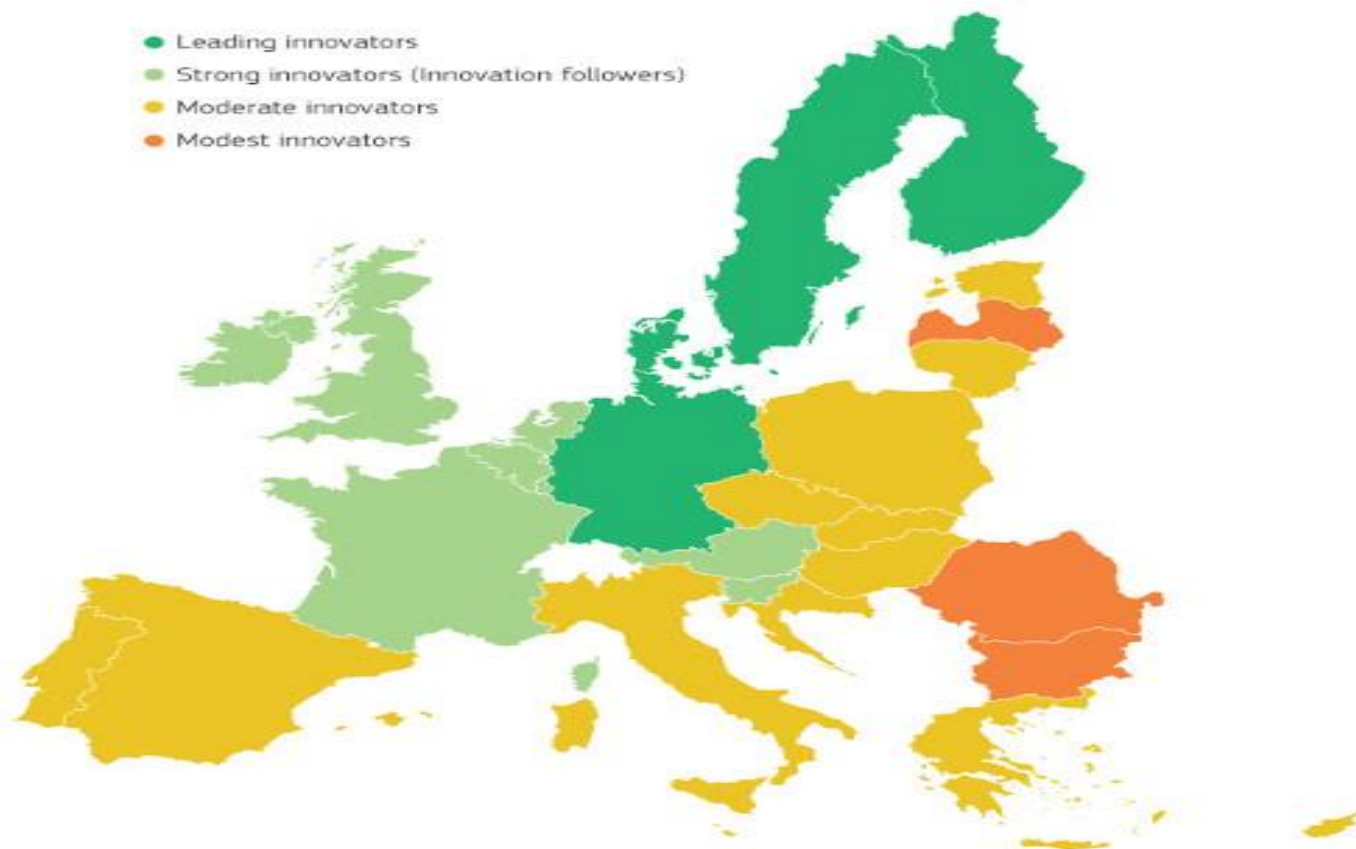 Leading innovators
Strong innovators (Innovation followers)
Moderate innovators
Modest innovators